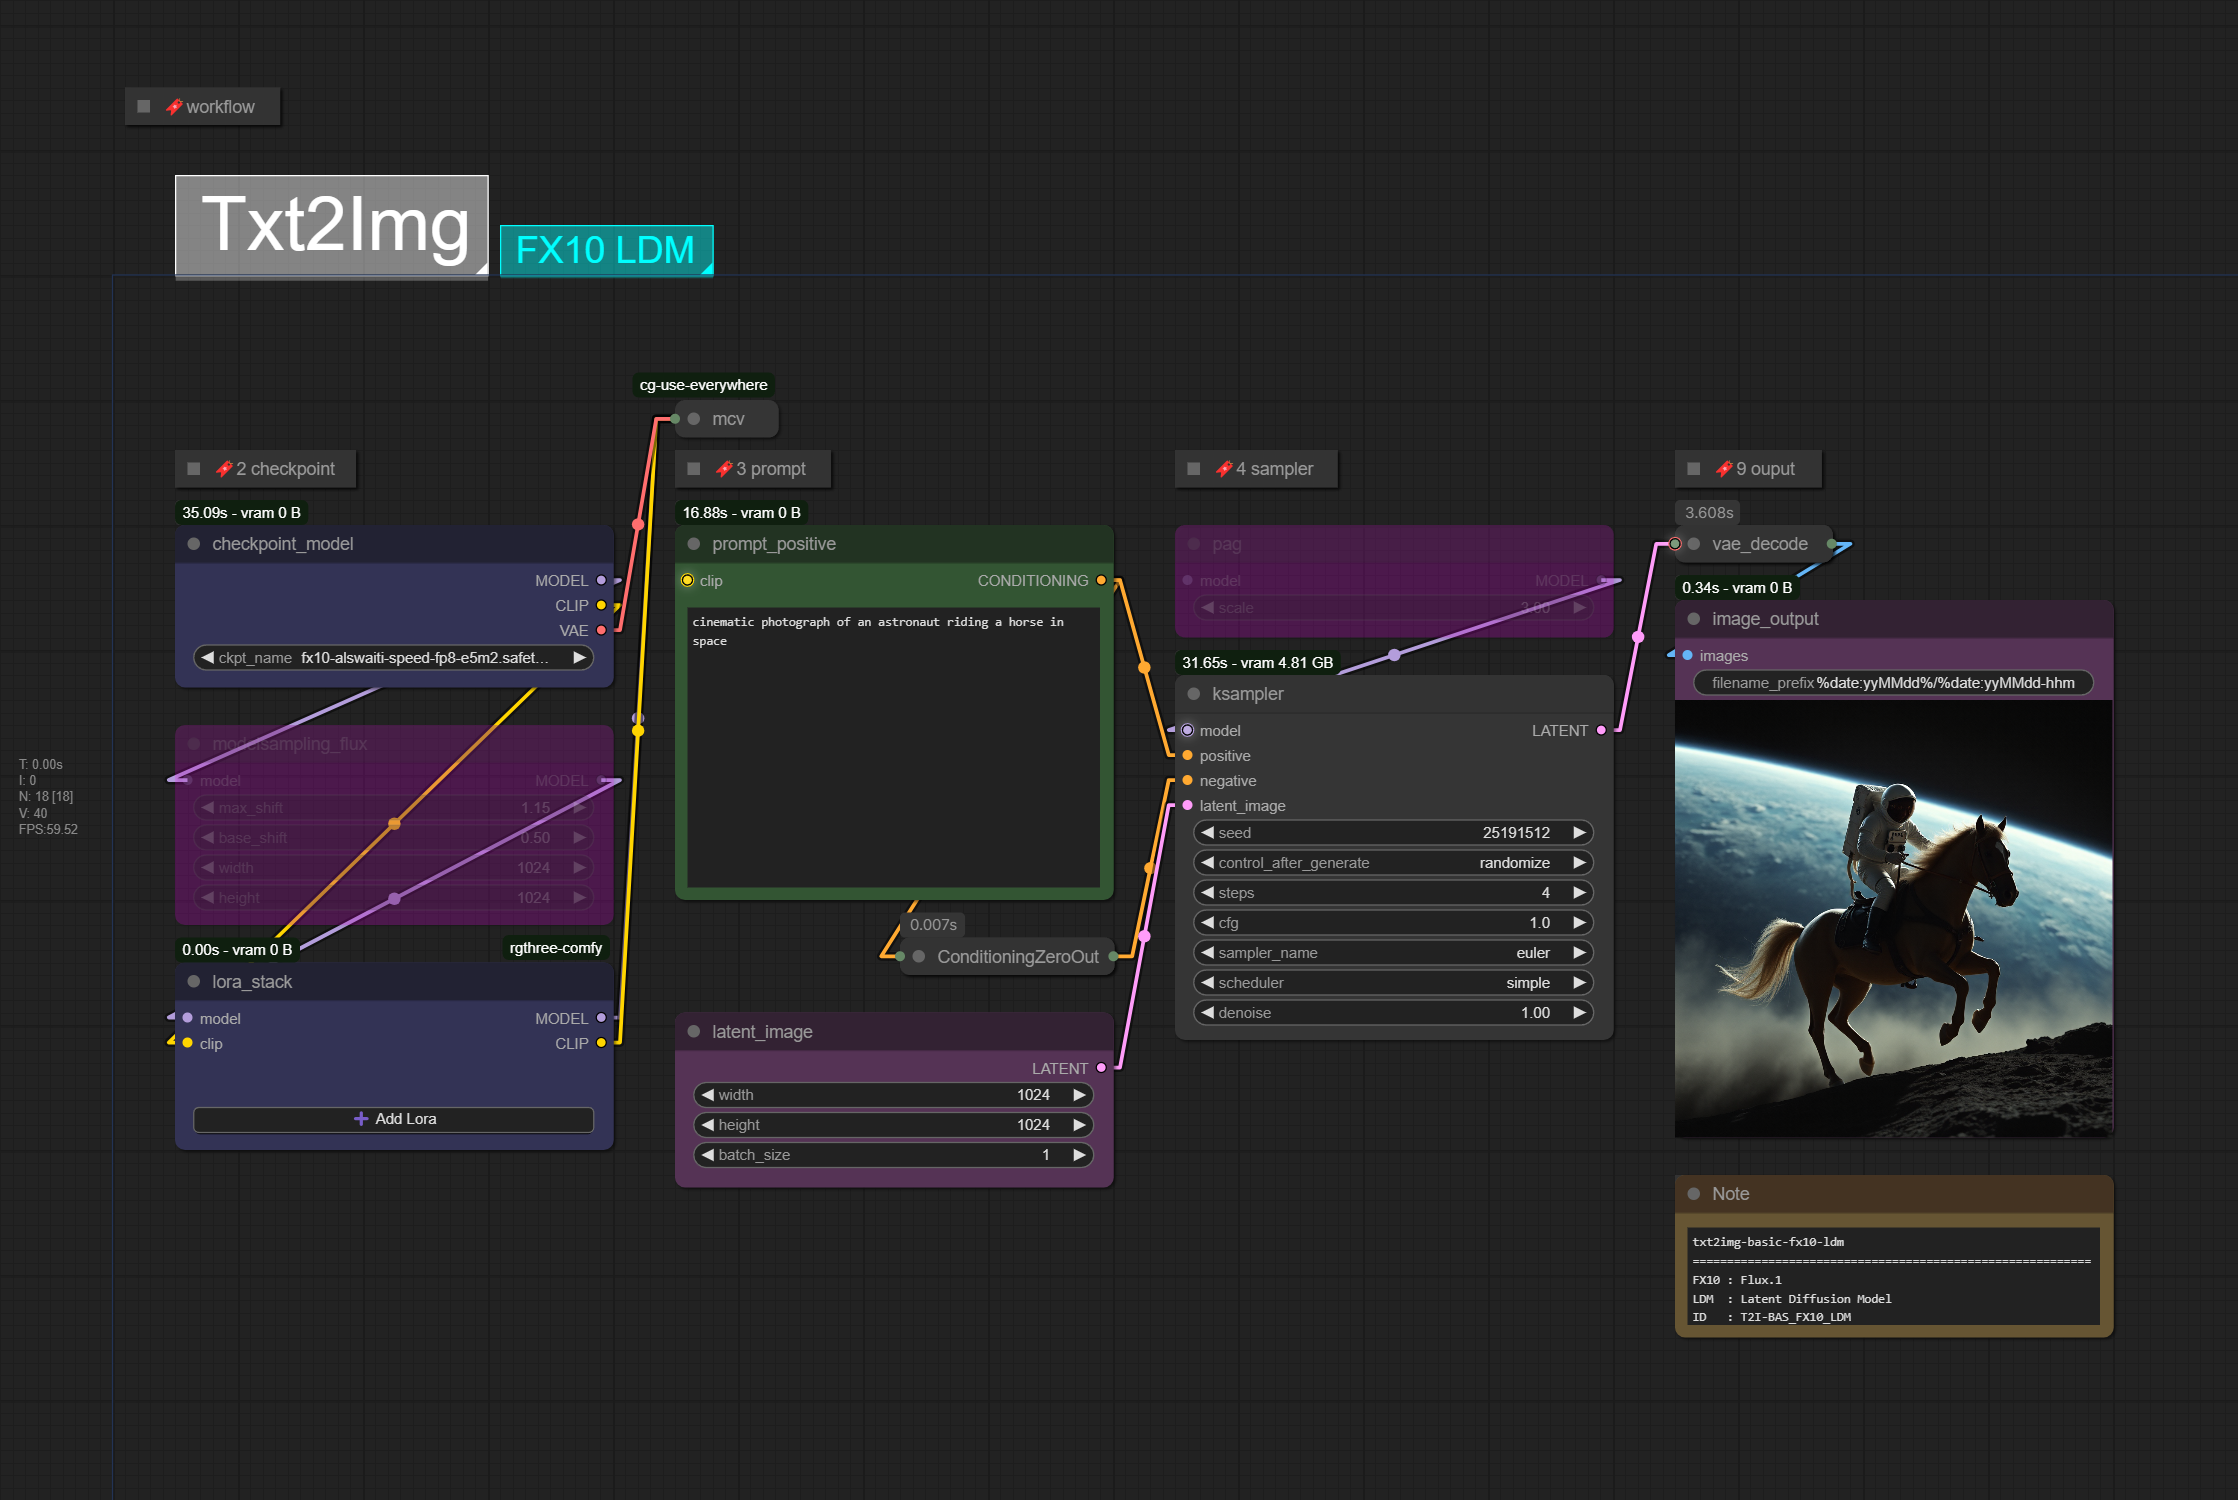 workflow
Txt2Img
FX10 LDM
cg-use-everywhere
mcv
2 checkpoint
3 prompt
4 sampler
9 ouput
35.09s - vram 0 B
checkpoint_model
MODEL
CLIP
VAE
ckpt_name fx10-alswaiti-speed-fp8-e5m2.safet...
modelsampling_flux
model MODEL
max_shift 1.15
base_shift 0.50
width 1024
height 1024
T: 0.00s
I: 0
N: 18 [18]
V: 40
FPS:59.52
0.00s - vram 0 B
rgthree-comfy
lora_stack
model MODEL
clip CLIP
Add Lora
16.88s - vram 0 B
prompt_positive
clip CONDITIONING
cinematic photograph of an astronaut riding a horse in
space
0.007s
ConditioningZeroOut
latent_image
LATENT
width 1024
height 1024
batch_size 1
pag
model MODEL
scale 3.00
31.65s - vram 4.81 GB
ksampler
model LATENT
positive
negative
latent_image
seed 25191512
control_after_generate randomize
steps 4
cfg 1.0
sampler_name euler
scheduler simple
denoise 1.00
3.608s
vae_decode
0.34s - vram 0 B
image_output
images
filename_prefix %date:yyMMdd%/%date:yyMMdd-hhm
Note
txt2img-basic-fx10-ldm
==========================================================
FX10 : Flux.1
LDM : Latent Diffusion Model
ID : T2I-BAS_FX10_LDM